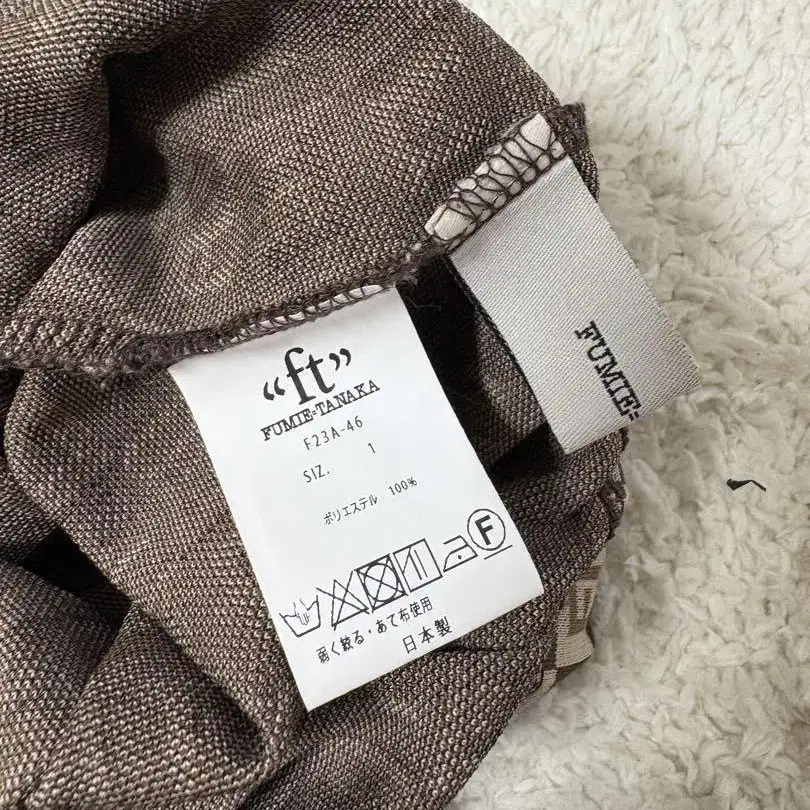 “ft”
FUMIE=TANAKA
F23A-46
SIZ. 1
ポリエステル 100%
F
弱く絞る・あて布使用
日本製
FUMIE=